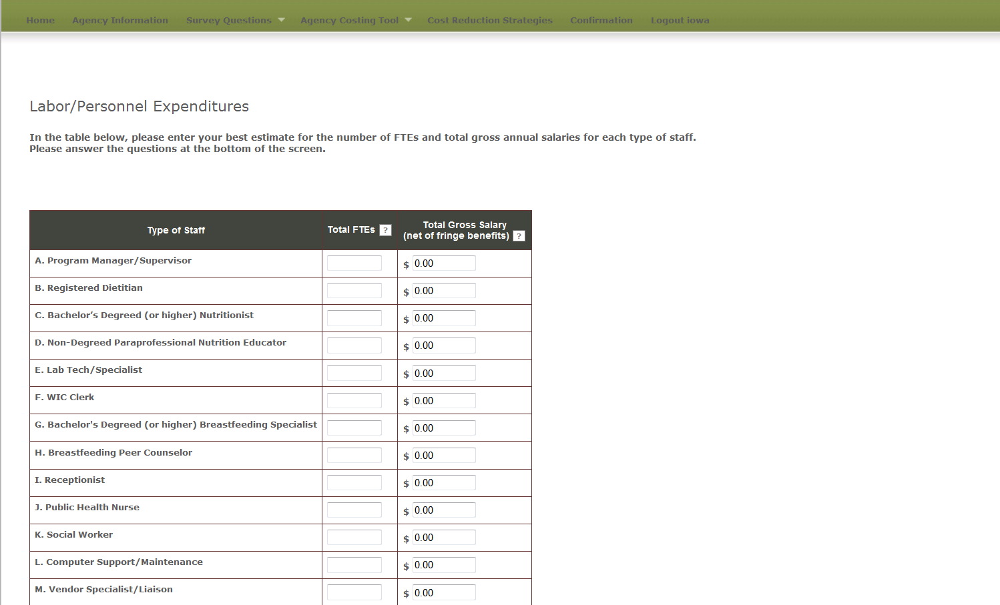 Home Agency Information Survey Questions Agency Costing Tool Cost Reduction Strategies Confirmation Logout iowa
Labor/Personnel Expenditures
In the table below, please enter your best estimate for the number of FTEs and total gross annual salaries for each type of staff.
Please answer the questions at the bottom of the screen.
Type of Staff Total FTEs ? Total Gross Salary
(net of fringe benefits) ?
A. Program Manager/Supervisor $ 0.00
B. Registered Dietitian $ 0.00
C. Bachelor’s Degreed (or higher) Nutritionist $ 0.00
D. Non-Degreed Paraprofessional Nutrition Educator $ 0.00
E. Lab Tech/Specialist $ 0.00
F. WIC Clerk $ 0.00
G. Bachelor's Degreed (or higher) Breastfeeding Specialist $ 0.00
H. Breastfeeding Peer Counselor $ 0.00
I. Receptionist $ 0.00
J. Public Health Nurse $ 0.00
K. Social Worker $ 0.00
L. Computer Support/Maintenance $ 0.00
M. Vendor Specialist/Liaison $ 0.00